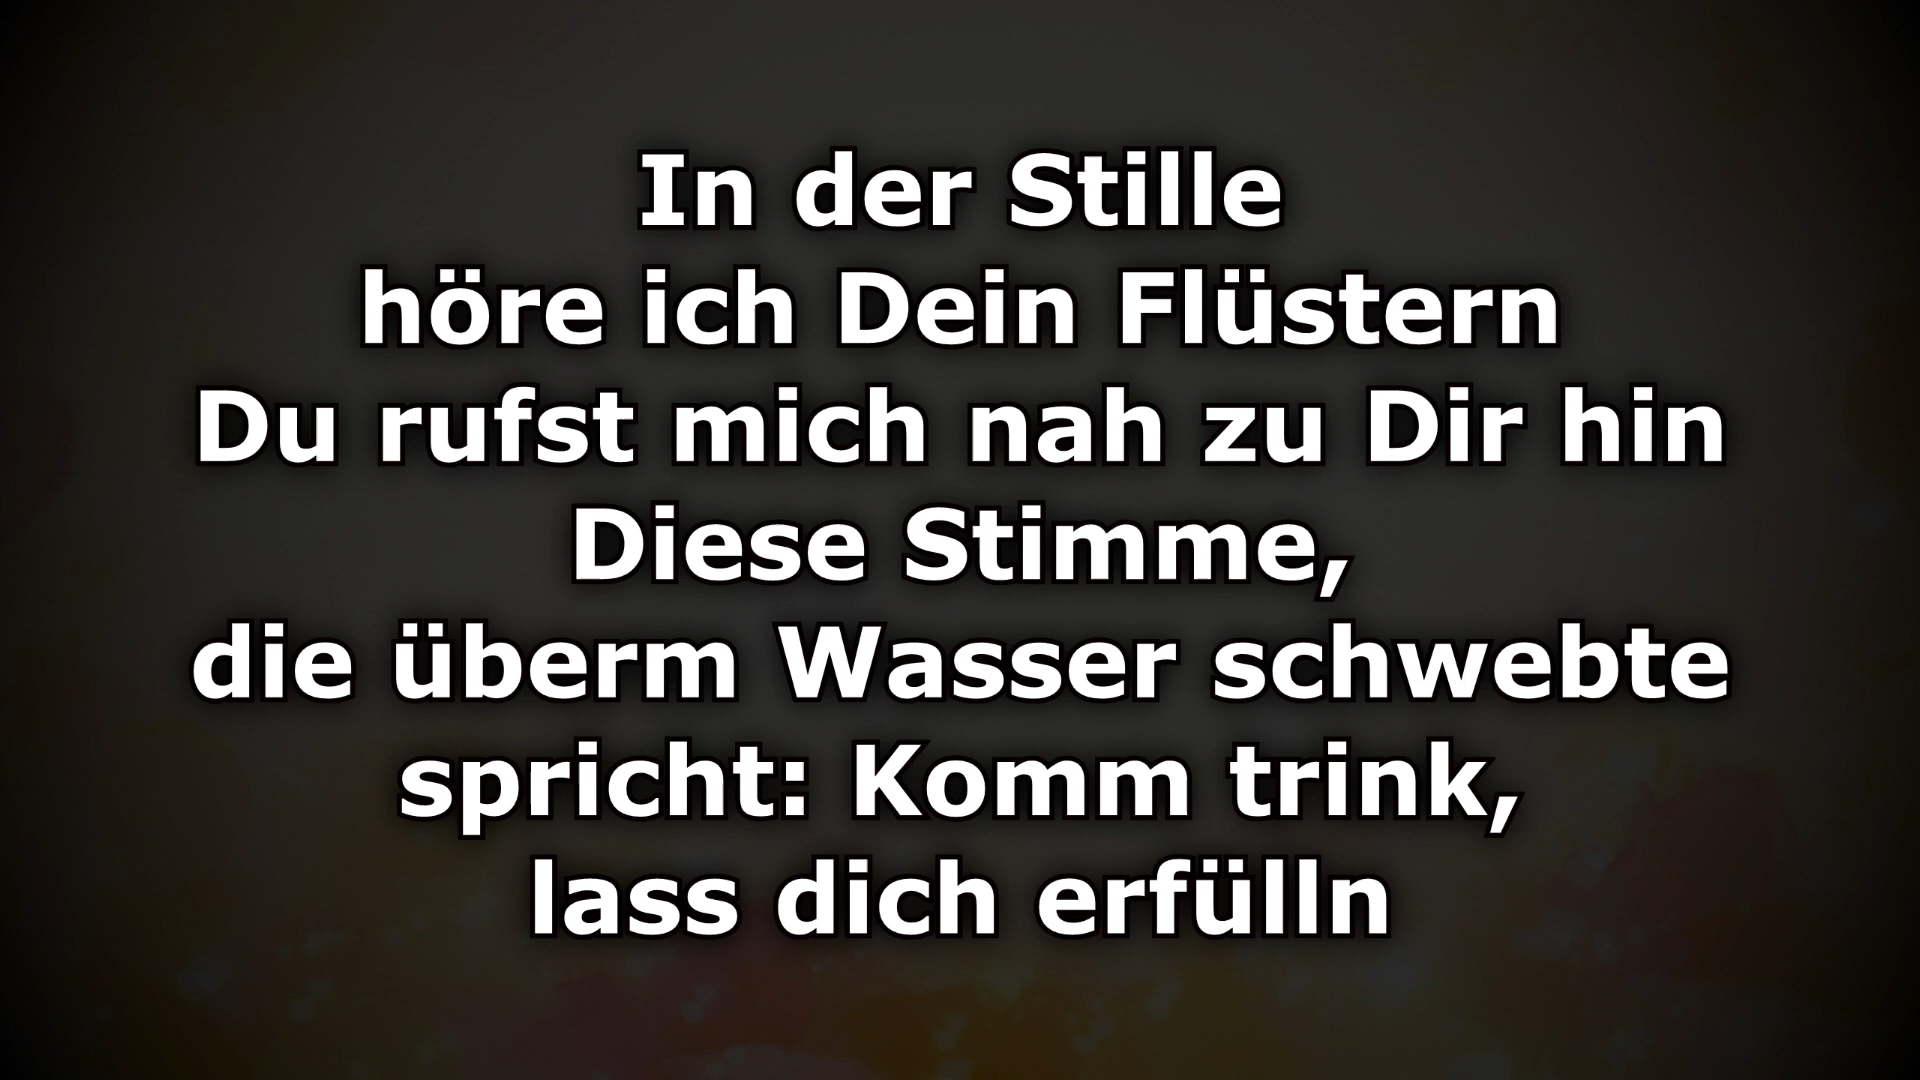 In der Stille
höre ich Dein Flüstern
Du rufst mich nah zu Dir hin
Diese Stimme,
die überm Wasser schwebte
spricht: Komm trink,
lass dich erfülln